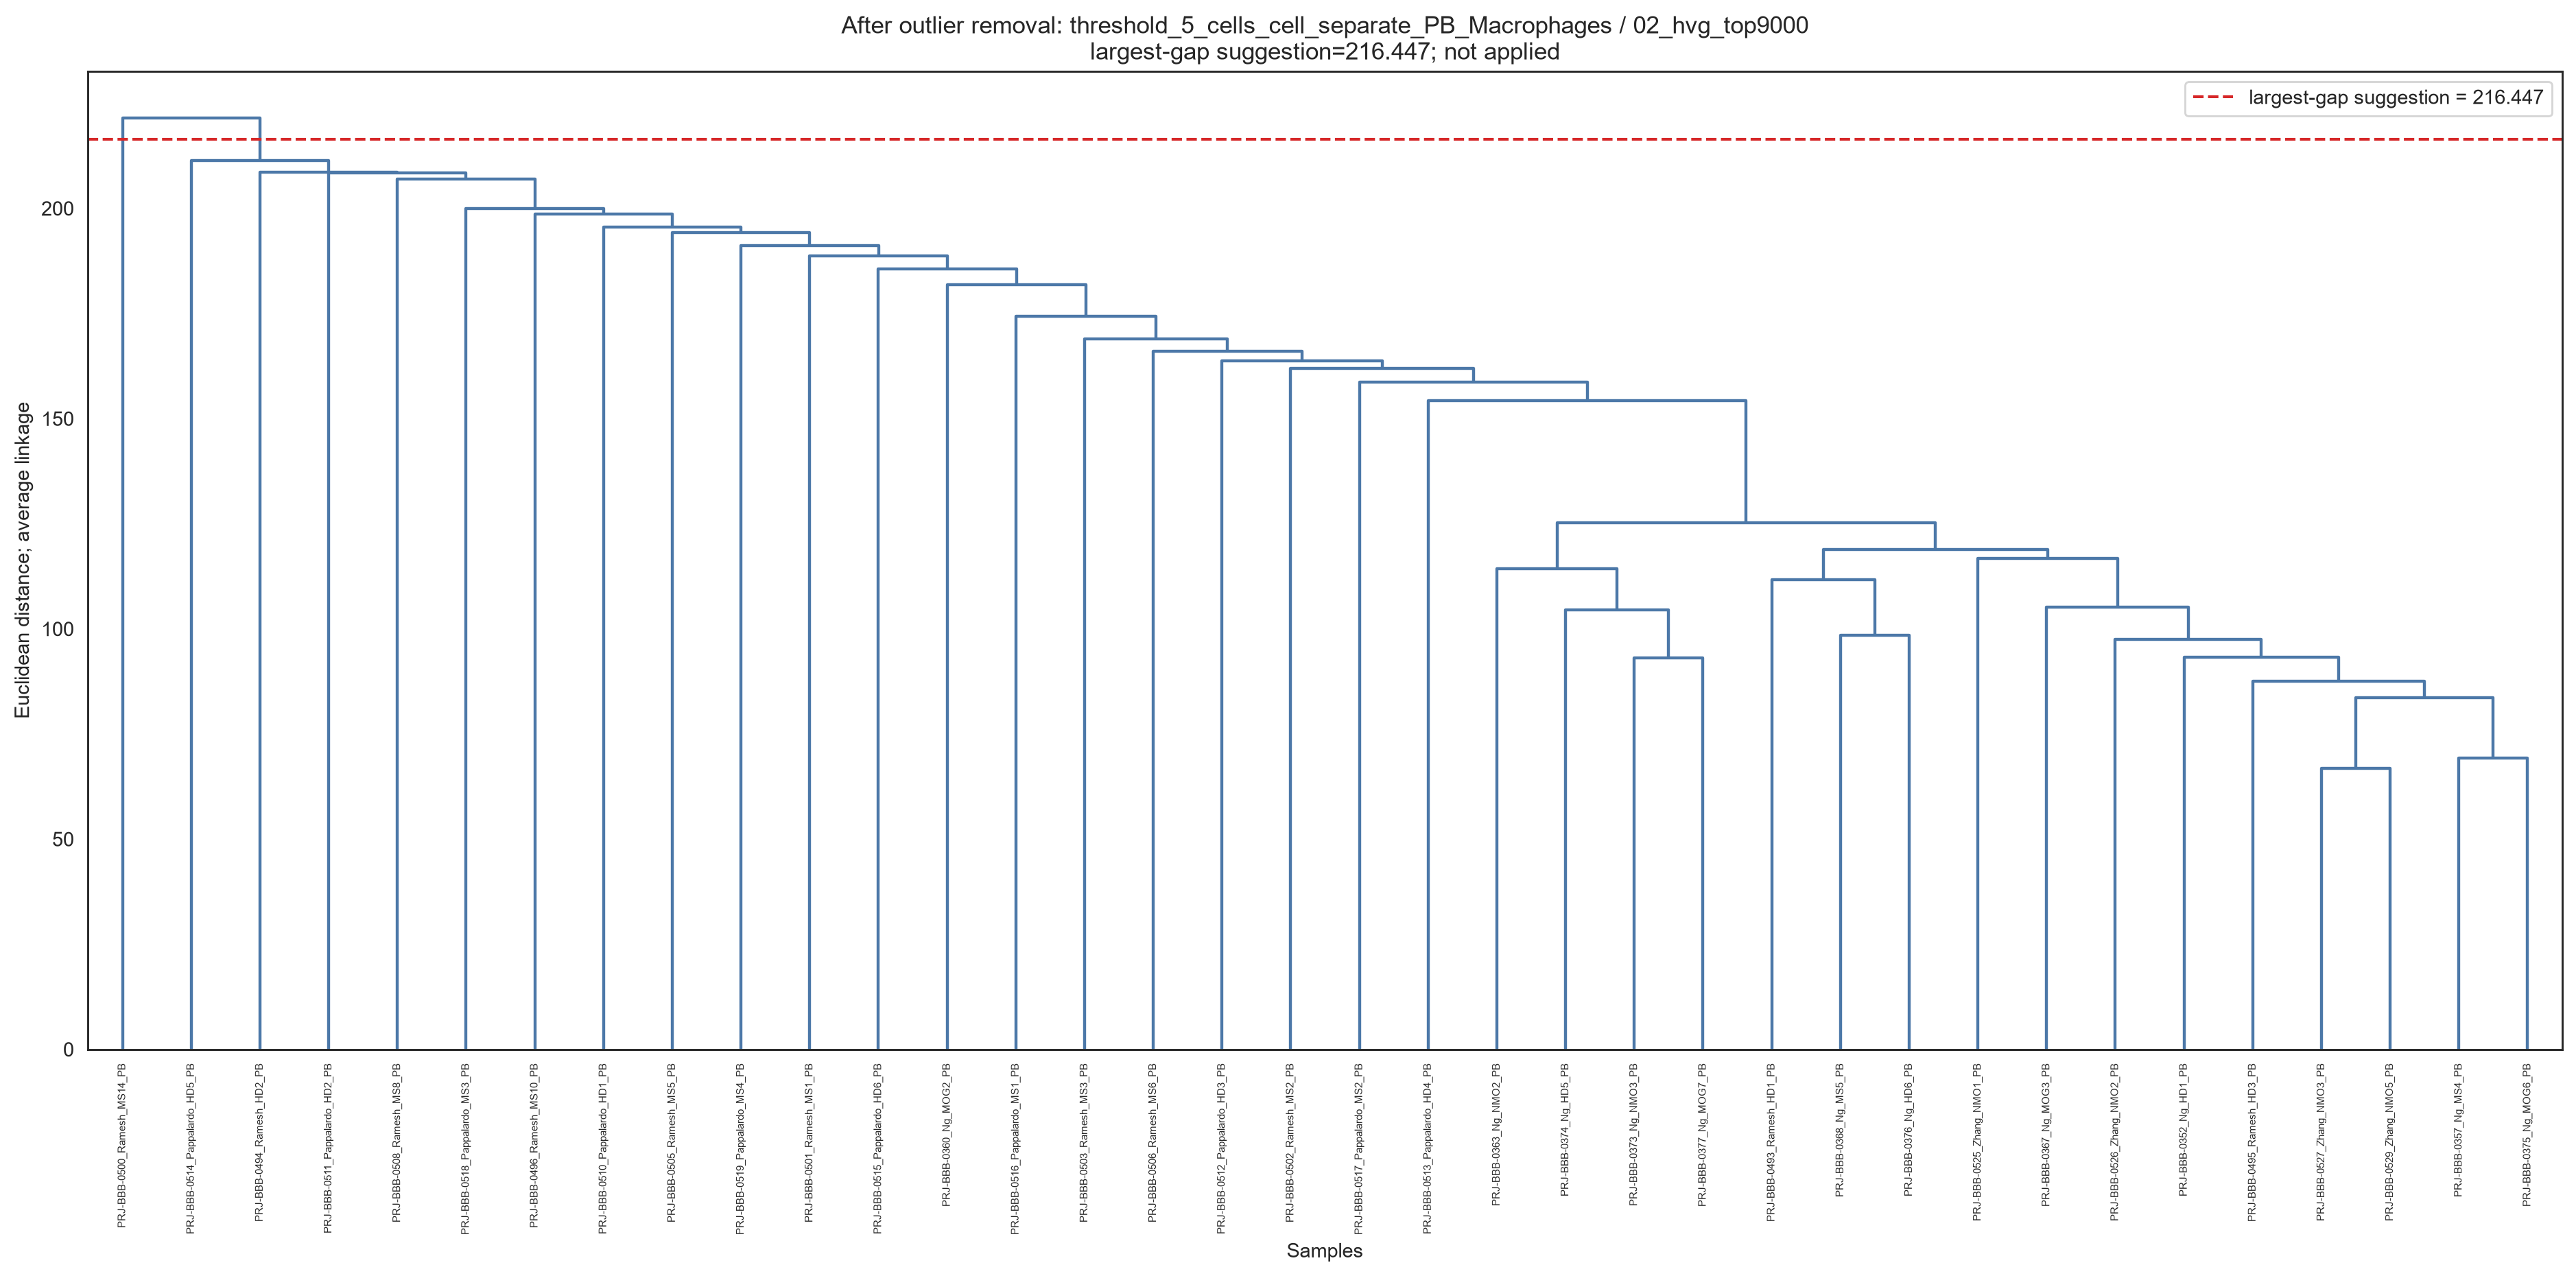 After outlier removal: threshold_5_cells_cell_separate_PB_Macrophages / 02_hvg_top9000
largest-gap suggestion=216.447; not applied
largest-gap suggestion = 216.447
Euclidean distance; average linkage
200
150
100
50
0
PRJ-BBB-0500_Ramesh_MS14_PB
PRJ-BBB-0514_Pappalardo_HD5_PB
PRJ-BBB-0494_Ramesh_HD2_PB
PRJ-BBB-0511_Pappalardo_HD2_PB
PRJ-BBB-0508_Ramesh_MS8_PB
PRJ-BBB-0518_Pappalardo_MS3_PB
PRJ-BBB-0496_Ramesh_MS10_PB
PRJ-BBB-0510_Pappalardo_HD1_PB
PRJ-BBB-0505_Ramesh_MS5_PB
PRJ-BBB-0519_Pappalardo_MS4_PB
PRJ-BBB-0501_Ramesh_MS1_PB
PRJ-BBB-0515_Pappalardo_HD6_PB
PRJ-BBB-0360_Ng_MOG2_PB
PRJ-BBB-0516_Pappalardo_MS1_PB
PRJ-BBB-0503_Ramesh_MS3_PB
PRJ-BBB-0506_Ramesh_MS6_PB
PRJ-BBB-0512_Pappalardo_HD3_PB
PRJ-BBB-0502_Ramesh_MS2_PB
PRJ-BBB-0517_Pappalardo_MS2_PB
PRJ-BBB-0513_Pappalardo_HD4_PB
PRJ-BBB-0363_Ng_NMO2_PB
PRJ-BBB-0374_Ng_HD5_PB
PRJ-BBB-0373_Ng_NMO3_PB
PRJ-BBB-0377_Ng_MOG7_PB
PRJ-BBB-0493_Ramesh_HD1_PB
PRJ-BBB-0368_Ng_MS5_PB
PRJ-BBB-0376_Ng_HD6_PB
PRJ-BBB-0525_Zhang_NMO1_PB
PRJ-BBB-0367_Ng_MOG3_PB
PRJ-BBB-0526_Zhang_NMO2_PB
PRJ-BBB-0352_Ng_HD1_PB
PRJ-BBB-0495_Ramesh_HD3_PB
PRJ-BBB-0527_Zhang_NMO3_PB
PRJ-BBB-0529_Zhang_NMO5_PB
PRJ-BBB-0357_Ng_MS4_PB
PRJ-BBB-0375_Ng_MOG6_PB
Samples